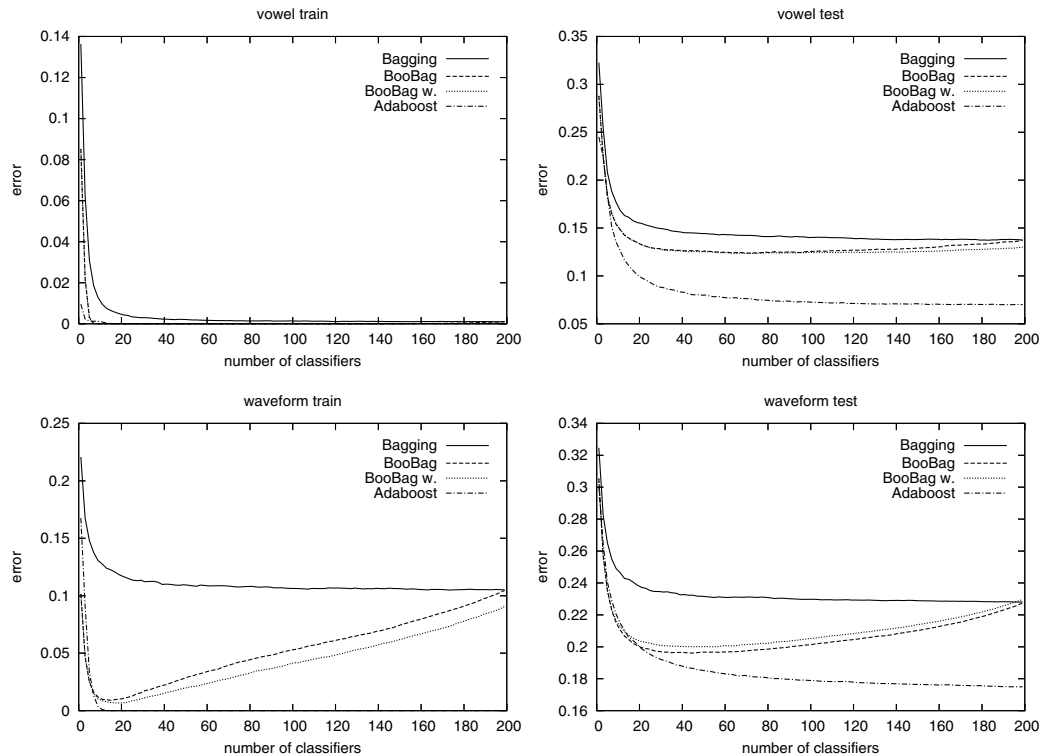 vowel train
0.14
0.12
0.1
0.08
0.06
0.04
0.02
0
error
Bagging
BooBag
BooBag w.
Adaboost
0 20 40 60 80 100 120 140 160 180 200
number of classifiers
vowel test
0.35
0.3
0.25
0.2
0.15
0.1
0.05
error
Bagging
BooBag
BooBag w.
Adaboost
0 20 40 60 80 100 120 140 160 180 200
number of classifiers
waveform train
0.25
0.2
0.15
0.1
0.05
0
error
Bagging
BooBag
BooBag w.
Adaboost
0 20 40 60 80 100 120 140 160 180 200
number of classifiers
waveform test
0.34
0.32
0.3
0.28
0.26
0.24
0.22
0.2
0.18
0.16
error
Bagging
BooBag
BooBag w.
Adaboost
0 20 40 60 80 100 120 140 160 180 200
number of classifiers